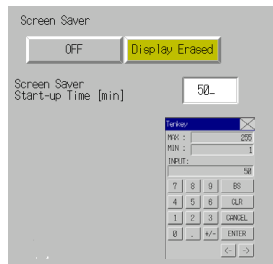 Screen Saver
OFF
Display Erased
Screen Saver
Start-up Time [min]
50_
Tenkey
MAX : 255
MIN : 1
INPUT:
50
7 8 9 BS
4 5 6 CLR
1 2 3 CANCEL
0 . +/- ENTER
<- ->